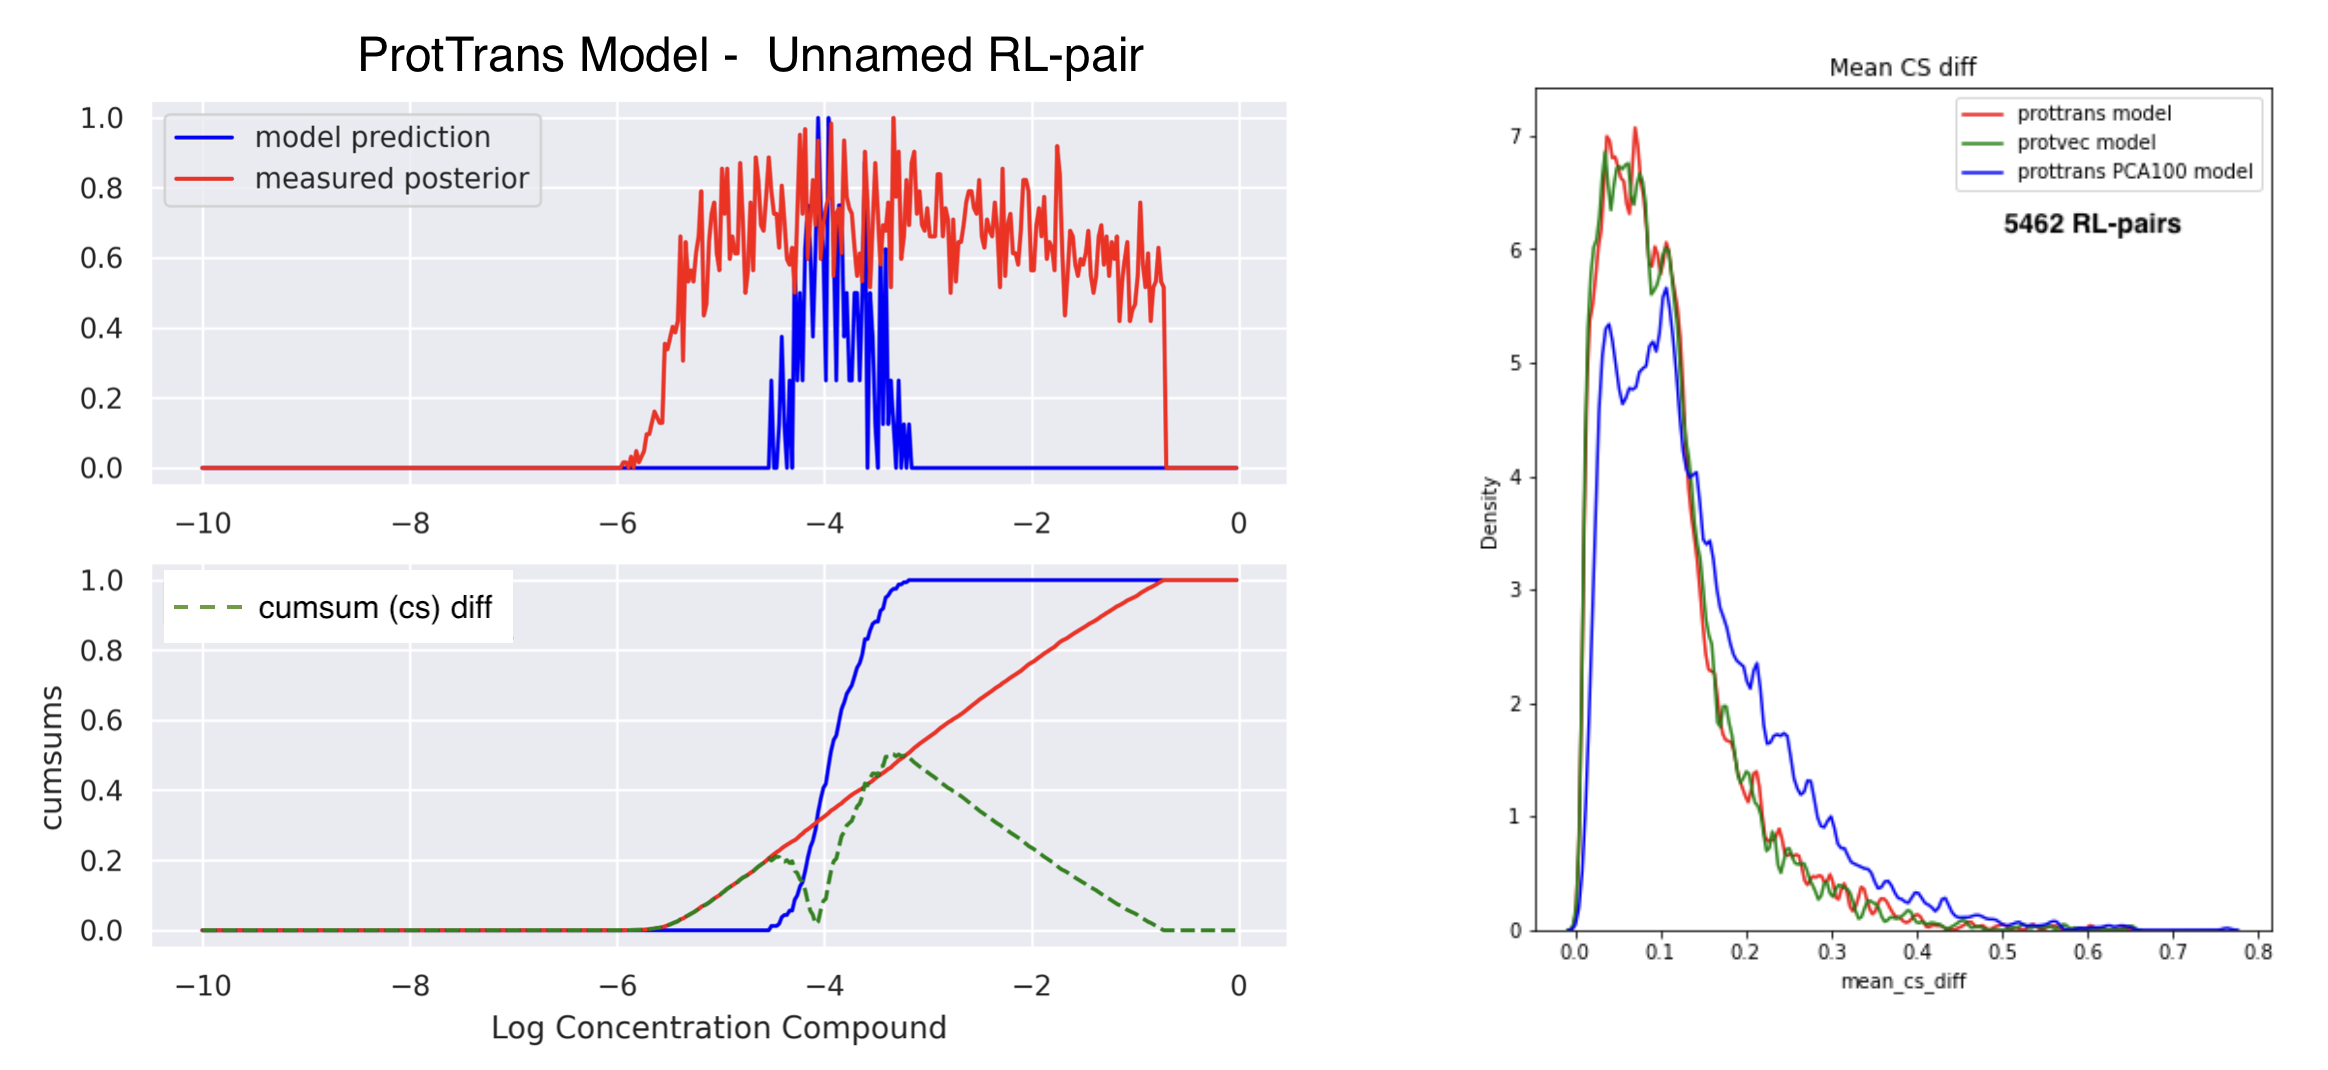 ProtTrans Model -  Unnamed RL-pair
model prediction
measured posterior
1.0
0.8
0.6
0.4
0.2
0.0
−10 −8 −6 −4 −2 0
cumsum (cs) diff
cumsums
1.0
0.8
0.6
0.4
0.2
0.0
−10 −8 −6 −4 −2 0
Log Concentration Compound
Mean CS diff
prottrans model
protvec model
prottrans PCA100 model
5462 RL-pairs
Density
7
6
5
4
3
2
1
0
0.0 0.1 0.2 0.3 0.4 0.5 0.6 0.7 0.8
mean_cs_diff